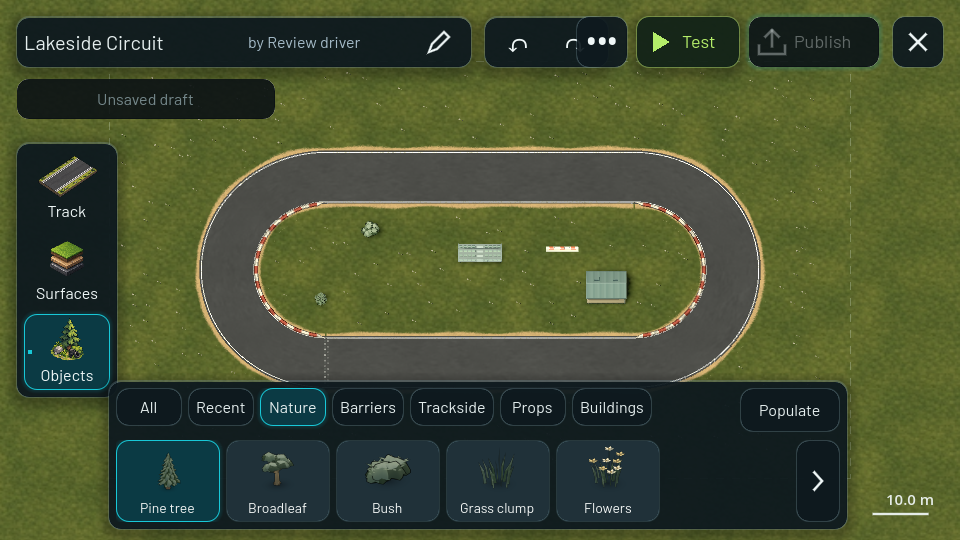 Lakeside Circuit
by Review driver
Test
Publish
Unsaved draft
Track
Surfaces
Objects
All
Recent
Nature
Barriers
Trackside
Props
Buildings
Populate
Pine tree
Broadleaf
Bush
Grass clump
Flowers
10.0 m